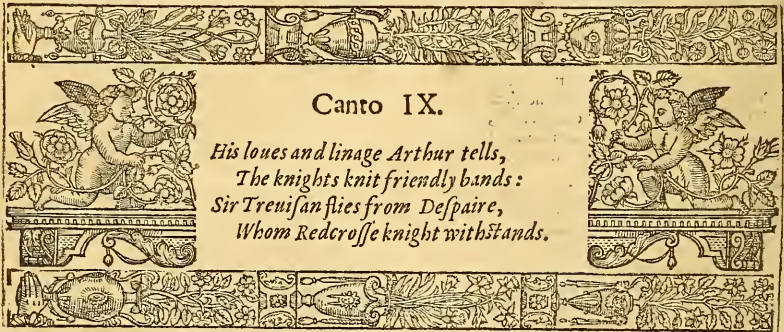 Canto IX.
His loues and linage Arthur tells,
The knights knit friendly bands:
Sir Treuiſan flies from Deſpaire,
Whom Redcroſſe knight withſtands.